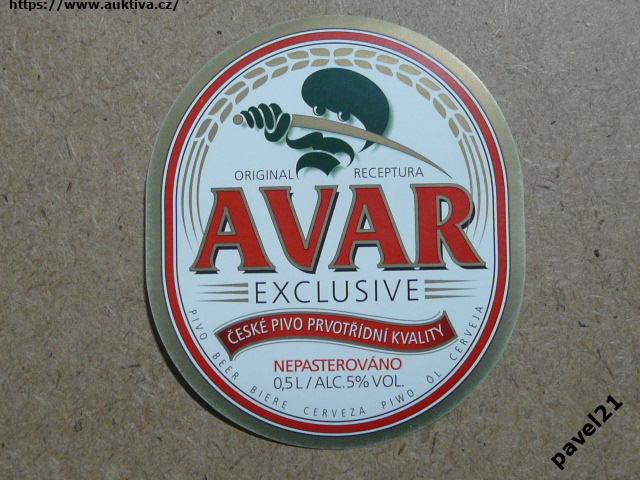 https://www.auktiva.cz/
ORIGINAL RECEPTURA
AVAR
EXCLUSIVE
ČESKÉ PIVO PRVOTŘÍDNÍ KVALITY
NEPASTEROVÁNO
0,5 L / ALC. 5% VOL.
PIVO BEER BIERE CERVEZA PIWO OL CERVEJA
pavel21